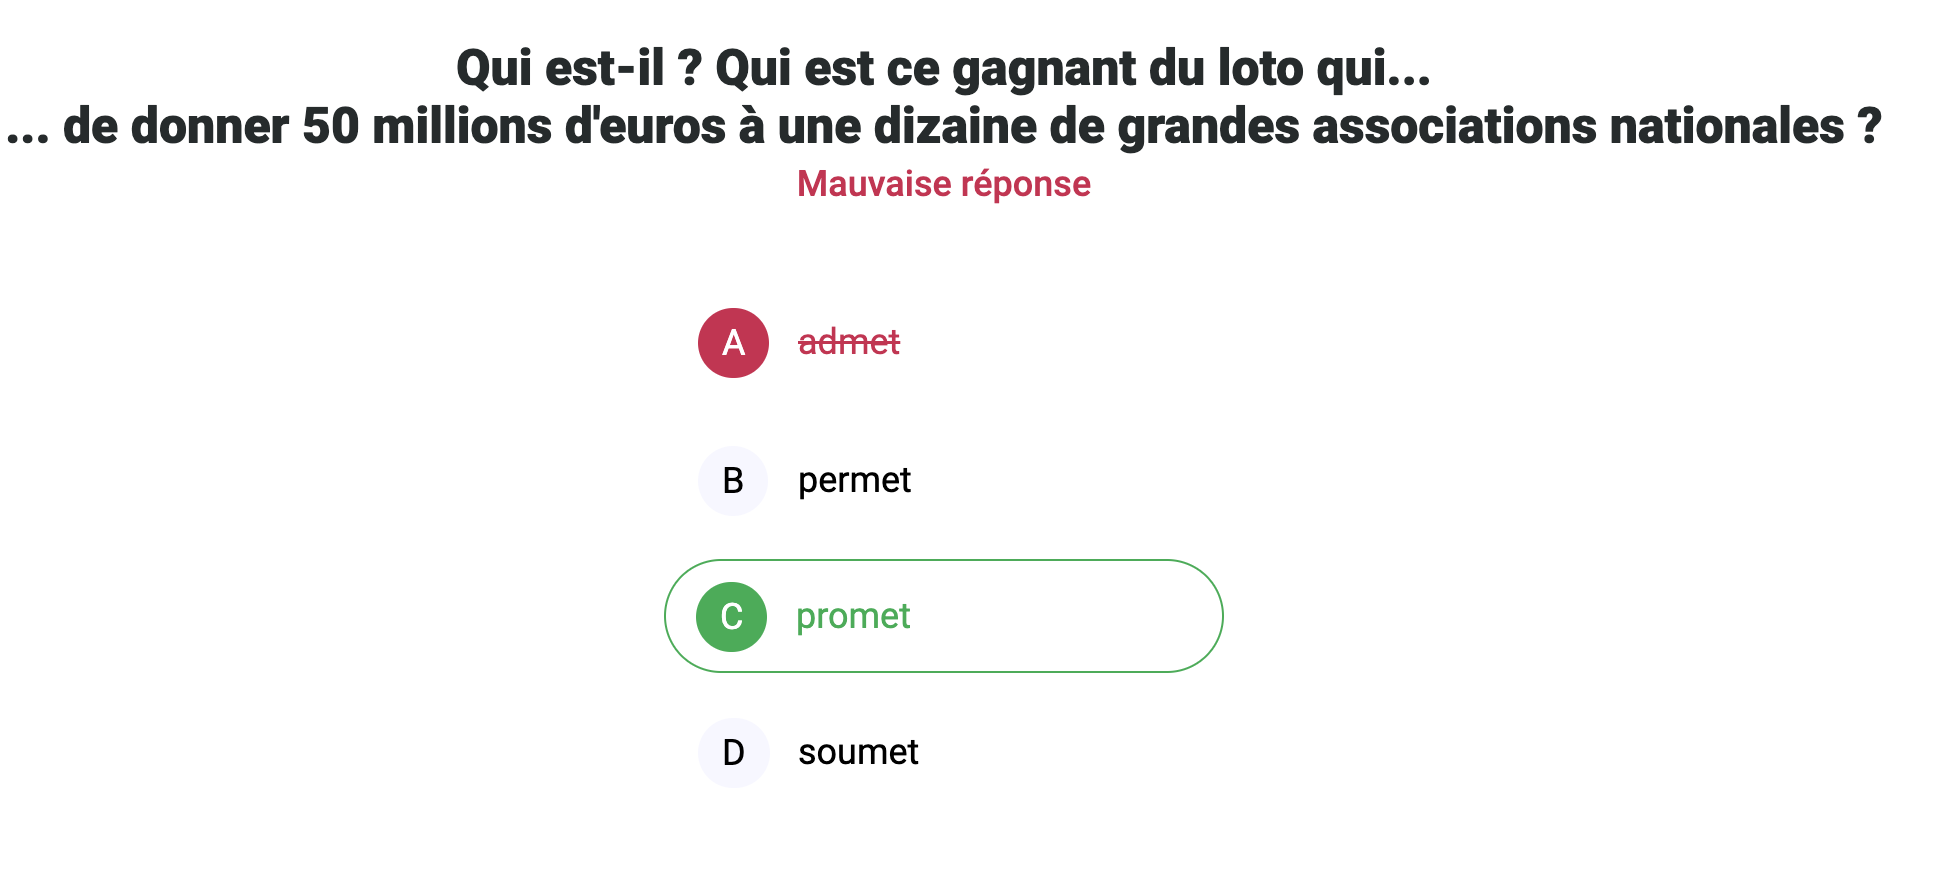 Qui est-il ? Qui est ce gagnant du loto qui...
... de donner 50 millions d'euros à une dizaine de grandes associations nationales ?
Mauvaise réponse
A admet
B permet
C promet
D soumet